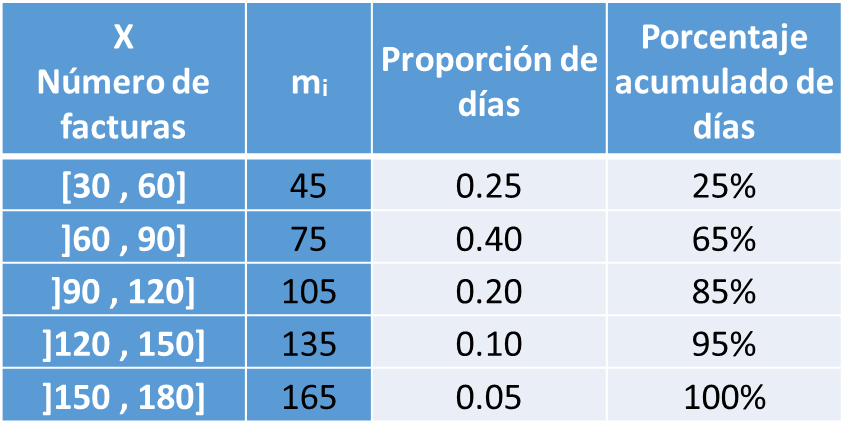 X
Número de
facturas
mᵢ
Proporción de
días
Porcentaje
acumulado de
días
[30 , 60] 45 0.25 25%
]60 , 90] 75 0.40 65%
]90 , 120] 105 0.20 85%
]120 , 150] 135 0.10 95%
]150 , 180] 165 0.05 100%